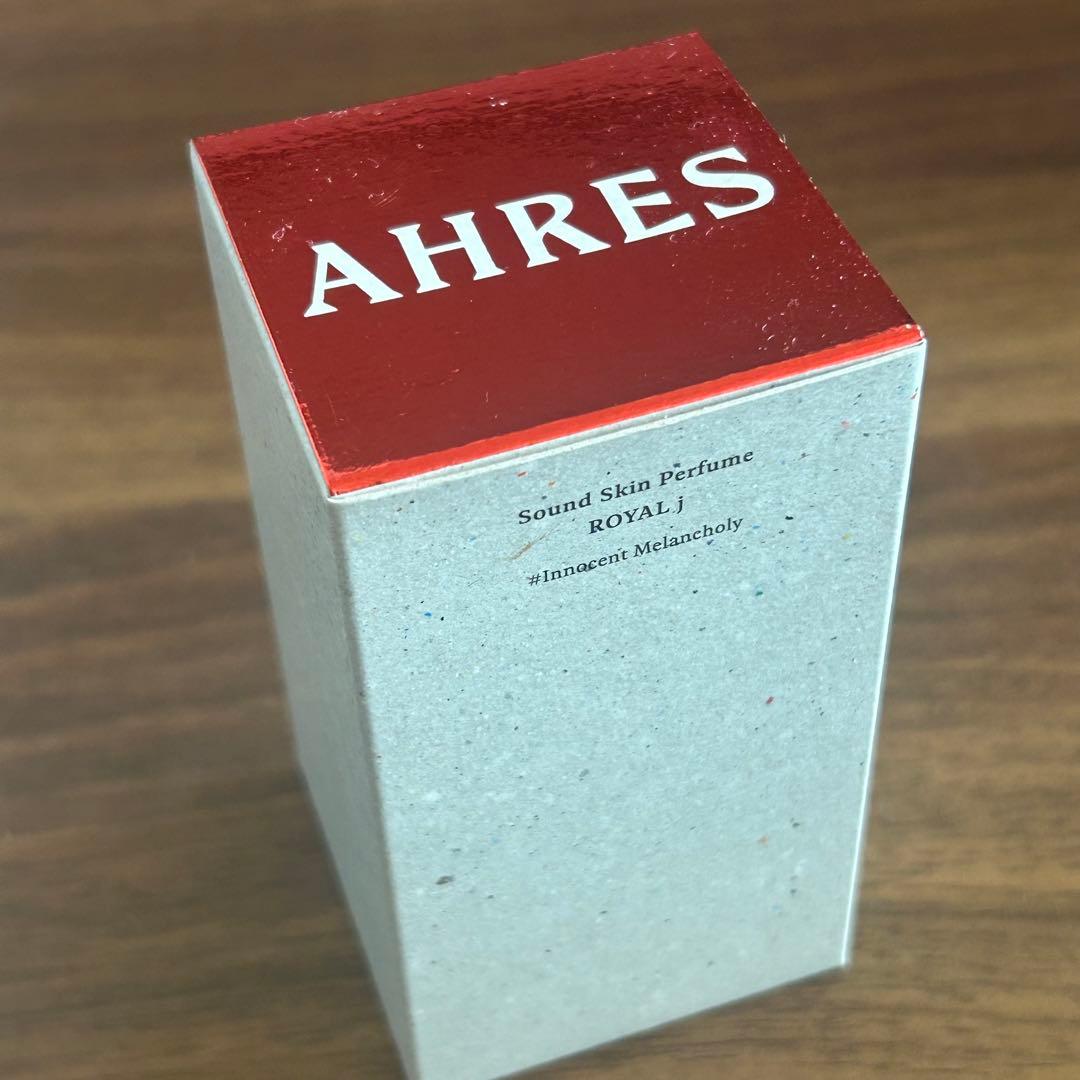 AHRES
Sound Skin Perfume
ROYAL j
#Innocent Melancholy